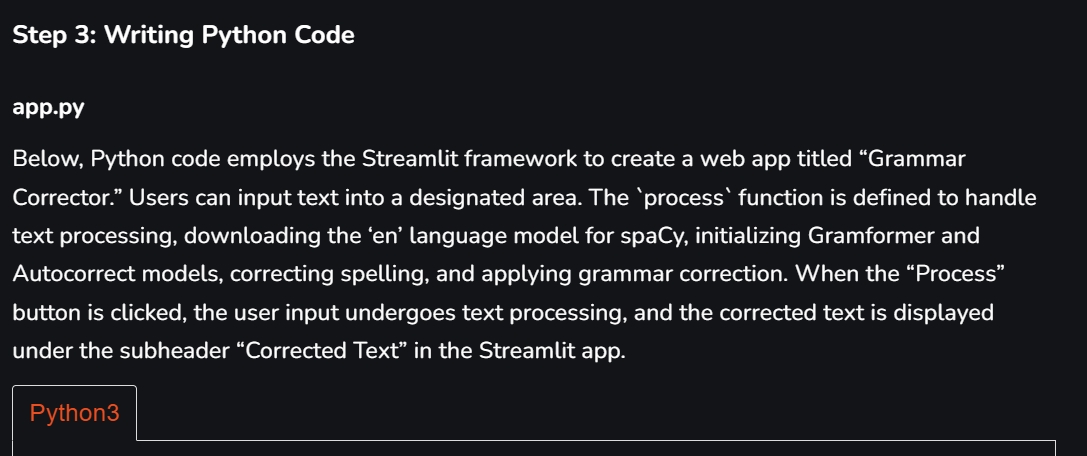 Step 3: Writing Python Code
app.py
Below, Python code employs the Streamlit framework to create a web app titled “Grammar
Corrector.” Users can input text into a designated area. The `process` function is defined to handle
text processing, downloading the ‘en’ language model for spaCy, initializing Gramformer and
Autocorrect models, correcting spelling, and applying grammar correction. When the “Process”
button is clicked, the user input undergoes text processing, and the corrected text is displayed
under the subheader “Corrected Text” in the Streamlit app.
Python3